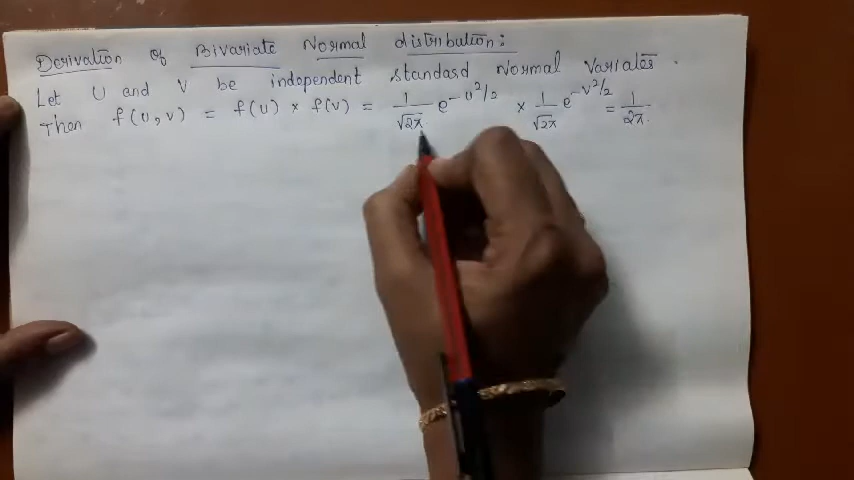 Derivation of Bivariate Normal distribution:
Let U and V be independent standard Normal Variates.
Then f(u,v) = f(u) × f(v) = 1/√2π e^-u²/2 × 1/√2π e^-v²/2 = 1/2π.